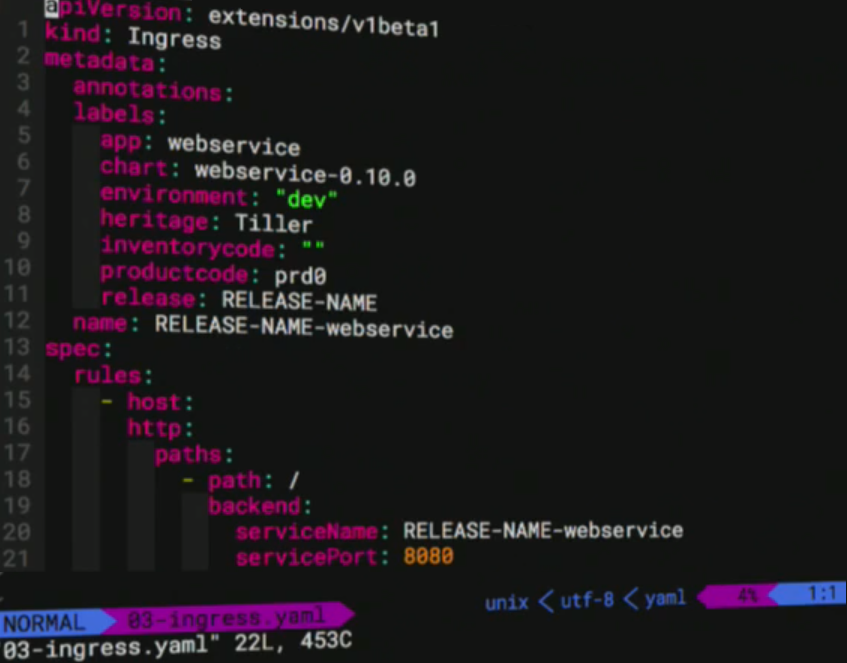 apiVersion: extensions/v1beta1
1 kind: Ingress
2 metadata:
3 annotations:
4 labels:
5 app: webservice
6 chart: webservice-0.10.0
7 environment: "dev"
8 heritage: Tiller
9 inventorycode: ""
10 productcode: prd0
11 release: RELEASE-NAME
12 name: RELEASE-NAME-webservice
13 spec:
14 rules:
15 - host:
16 http:
17 paths:
18 - path: /
19 backend:
20 serviceName: RELEASE-NAME-webservice
21 servicePort: 8080
NORMAL 03-ingress.yaml unix < utf-8 < yaml 4% 1:1
03-ingress.yaml" 22L, 453C